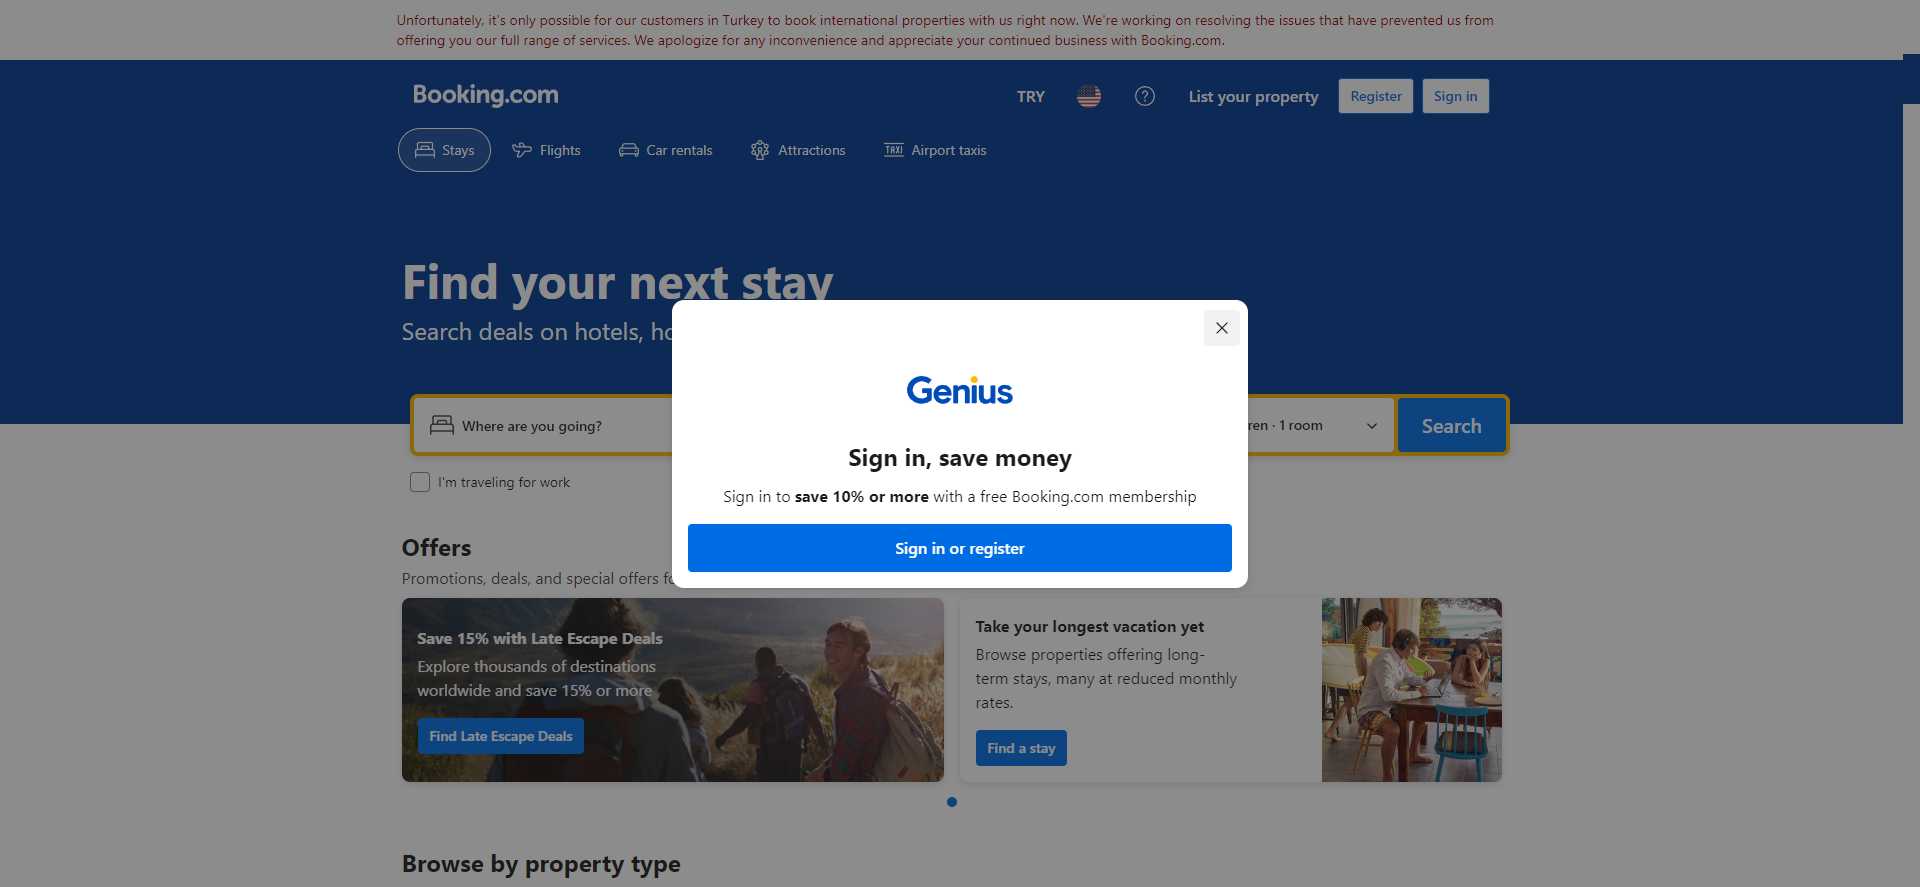 Unfortunately, it's only possible for our customers in Turkey to book international properties with us right now. We're working on resolving the issues that have prevented us from
offering you our full range of services. We apologize for any inconvenience and appreciate your continued business with Booking.com.
Booking.com
TRY
List your property
Register
Sign in
Stays
Flights
Car rentals
Attractions
TAXI
Airport taxis
Find your next stay
Search deals on hotels, ho
Genius
Sign in, save money
Sign in to save 10% or more with a free Booking.com membership
Sign in or register
Where are you going?
ren · 1 room
Search
I'm traveling for work
Offers
Promotions, deals, and special offers fo
Save 15% with Late Escape Deals
Explore thousands of destinations
worldwide and save 15% or more
Find Late Escape Deals
Take your longest vacation yet
Browse properties offering long-
term stays, many at reduced monthly
rates.
Find a stay
Browse by property type